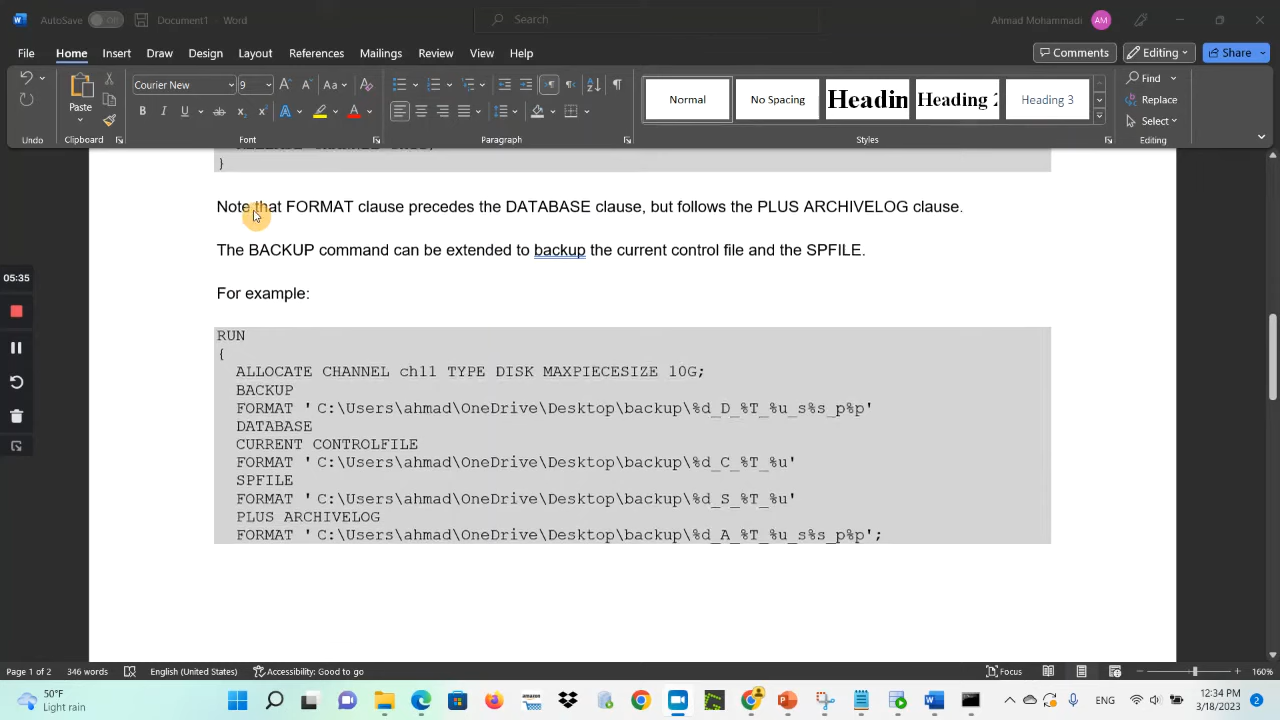 AutoSave
Off
Document1
Word
Search
Ahmad Mohammadi
AM
File
Home
Insert
Draw
Design
Layout
References
Mailings
Review
View
Help
Comments
Editing
Share
Paste
Courier New
9
Normal
No Spacing
Headin
Heading 2
Heading 3
Find
Replace
Select
Undo
Clipboard
Font
Paragraph
Styles
Editing
}
Note that FORMAT clause precedes the DATABASE clause, but follows the PLUS ARCHIVELOG clause.
The BACKUP command can be extended to backup the current control file and the SPFILE.
For example:
RUN
{
ALLOCATE CHANNEL ch11 TYPE DISK MAXPIECESIZE 10G;
BACKUP
FORMAT 'C:\Users\ahmad\OneDrive\Desktop\backup\%d_D_%T_%u_s%s_p%p'
DATABASE
CURRENT CONTROLFILE
FORMAT 'C:\Users\ahmad\OneDrive\Desktop\backup\%d_C_%T_%u'
SPFILE
FORMAT 'C:\Users\ahmad\OneDrive\Desktop\backup\%d_S_%T_%u'
PLUS ARCHIVELOG
FORMAT 'C:\Users\ahmad\OneDrive\Desktop\backup\%d_A_%T_%u_s%s_p%p';
05:35
Page 1 of 2
346 words
English (United States)
Accessibility: Good to go
Focus
160%
50°F
Light rain
ENG
12:34 PM
3/18/2023
2